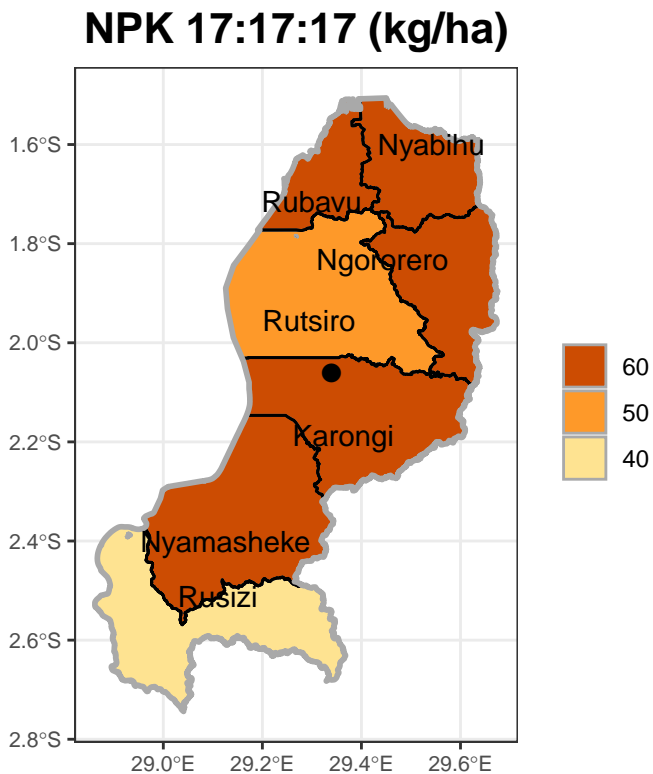 NPK 17:17:17 (kg/ha)
1.6°S
Nyabihu
Rubavu
1.8°S
Ngororero
Rutsiro
2.0°S
60
50
40
2.2°S
Karongi
2.4°S
Nyamasheke
Rusizi
2.6°S
2.8°S
29.0°E 29.2°E 29.4°E 29.6°E